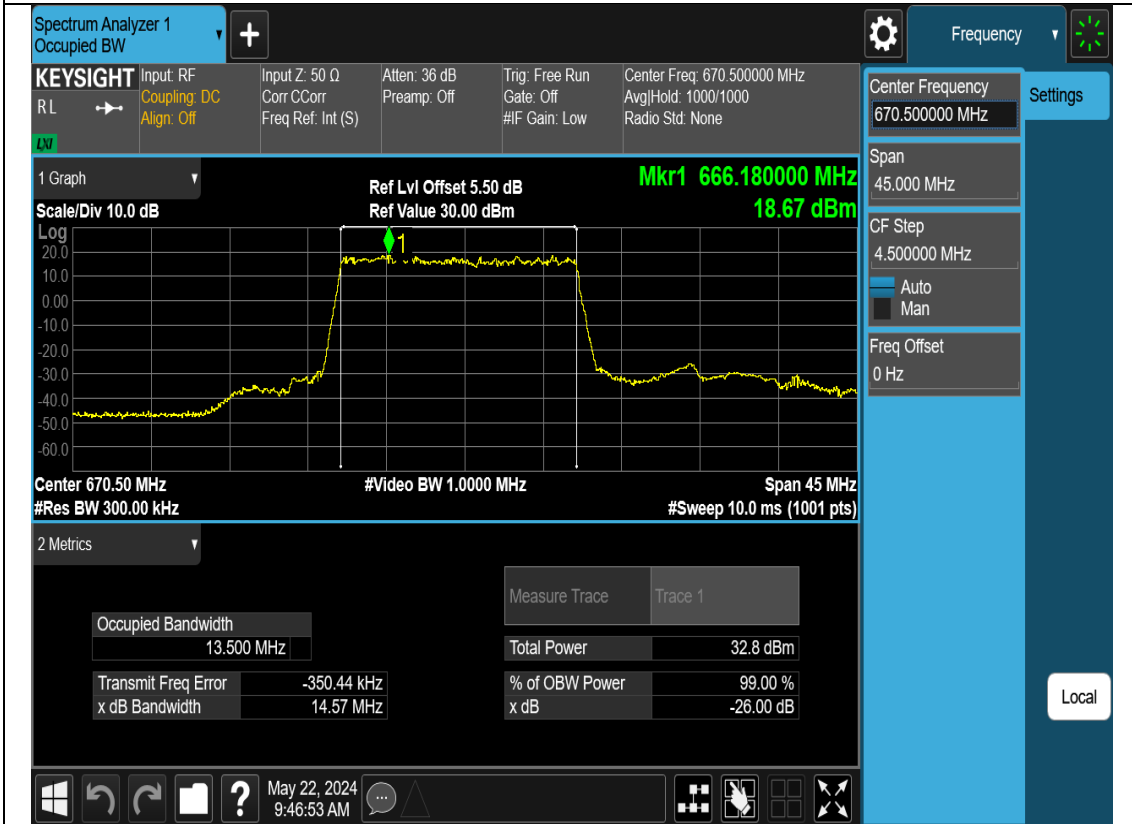 Spectrum Analyzer 1
Occupied BW
+
Frequency
KEYSIGHT
RL
LXI
Input: RF
Coupling: DC
Align: Off
Input Z: 50 Ω
Corr CCorr
Freq Ref: Int (S)
Atten: 36 dB
Preamp: Off
Trig: Free Run
Gate: Off
#IF Gain: Low
Center Freq: 670.500000 MHz
Avg|Hold: 1000/1000
Radio Std: None
Center Frequency
670.500000 MHz
Settings
Span
45.000 MHz
CF Step
4.500000 MHz
Auto
Man
Freq Offset
0 Hz
Local
1 Graph
Scale/Div 10.0 dB
Ref Lvl Offset 5.50 dB
Ref Value 30.00 dBm
Mkr1 666.180000 MHz
18.67 dBm
Log
1
20.0
10.0
0.00
-10.0
-20.0
-30.0
-40.0
-50.0
-60.0
Center 670.50 MHz
#Video BW 1.0000 MHz
Span 45 MHz
#Res BW 300.00 kHz
#Sweep 10.0 ms (1001 pts)
2 Metrics
Measure Trace Trace 1
Occupied Bandwidth
13.500 MHz
Total Power 32.8 dBm
Transmit Freq Error -350.44 kHz
% of OBW Power 99.00 %
x dB Bandwidth 14.57 MHz
x dB -26.00 dB
?
May 22, 2024
9:46:53 AM